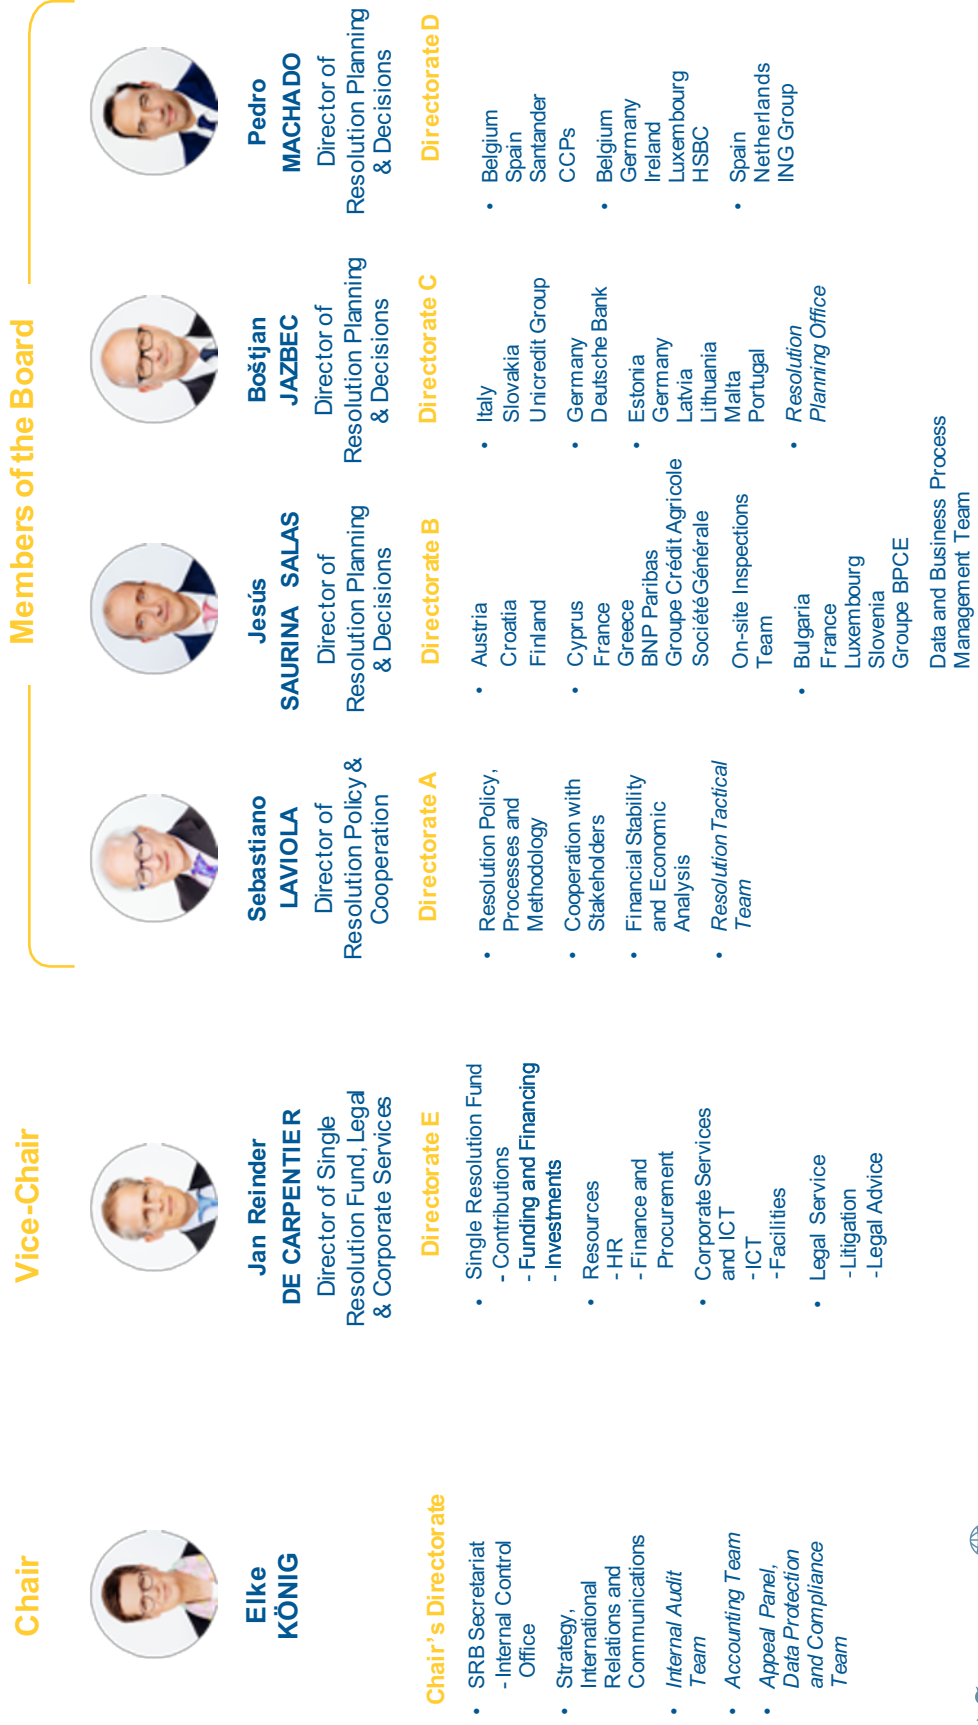 Chair
Elke
KÖNIG
Chair's Directorate
• SRB Secretariat
- Internal Control
Office
• Strategy,
International
Relations and
Communications
• Internal Audit
Team
• Accounting Team
• Appeal Panel,
Data Protection
and Compliance
Team
Vice-Chair
Jan Reinder
DE CARPENTIER
Director of Single
Resolution Fund, Legal
& Corporate Services
Directorate E
• Single Resolution Fund
- Contributions
- Funding and Financing
- Investments
• Resources
- HR
- Finance and
Procurement
• Corporate Services
and ICT
- ICT
- Facilities
• Legal Service
- Litigation
- Legal Advice
Members of the Board
Sebastiano
LAVIOLA
Director of
Resolution Policy &
Cooperation
Directorate A
• Resolution Policy,
Processes and
Methodology
• Cooperation with
Stakeholders
• Financial Stability
and Economic
Analysis
• Resolution Tactical
Team
Jesús
SAURINA SALAS
Director of
Resolution Planning
& Decisions
Directorate B
• Austria
Croatia
Finland
• Cyprus
France
Greece
BNP Paribas
Groupe Crédit Agricole
Société Générale
On-site Inspections
Team
• Bulgaria
France
Luxembourg
Slovenia
Groupe BPCE
Data and Business Process
Management Team
Boštjan
JAZBEC
Director of
Resolution Planning
& Decisions
Directorate C
• Italy
Slovakia
Unicredit Group
• Germany
Deutsche Bank
• Estonia
Germany
Latvia
Lithuania
Malta
Portugal
• Resolution
Planning Office
Pedro
MACHADO
Director of
Resolution Planning
& Decisions
Directorate D
• Belgium
Spain
Santander
CCPs
• Belgium
Germany
Ireland
Luxembourg
HSBC
• Spain
Netherlands
ING Group